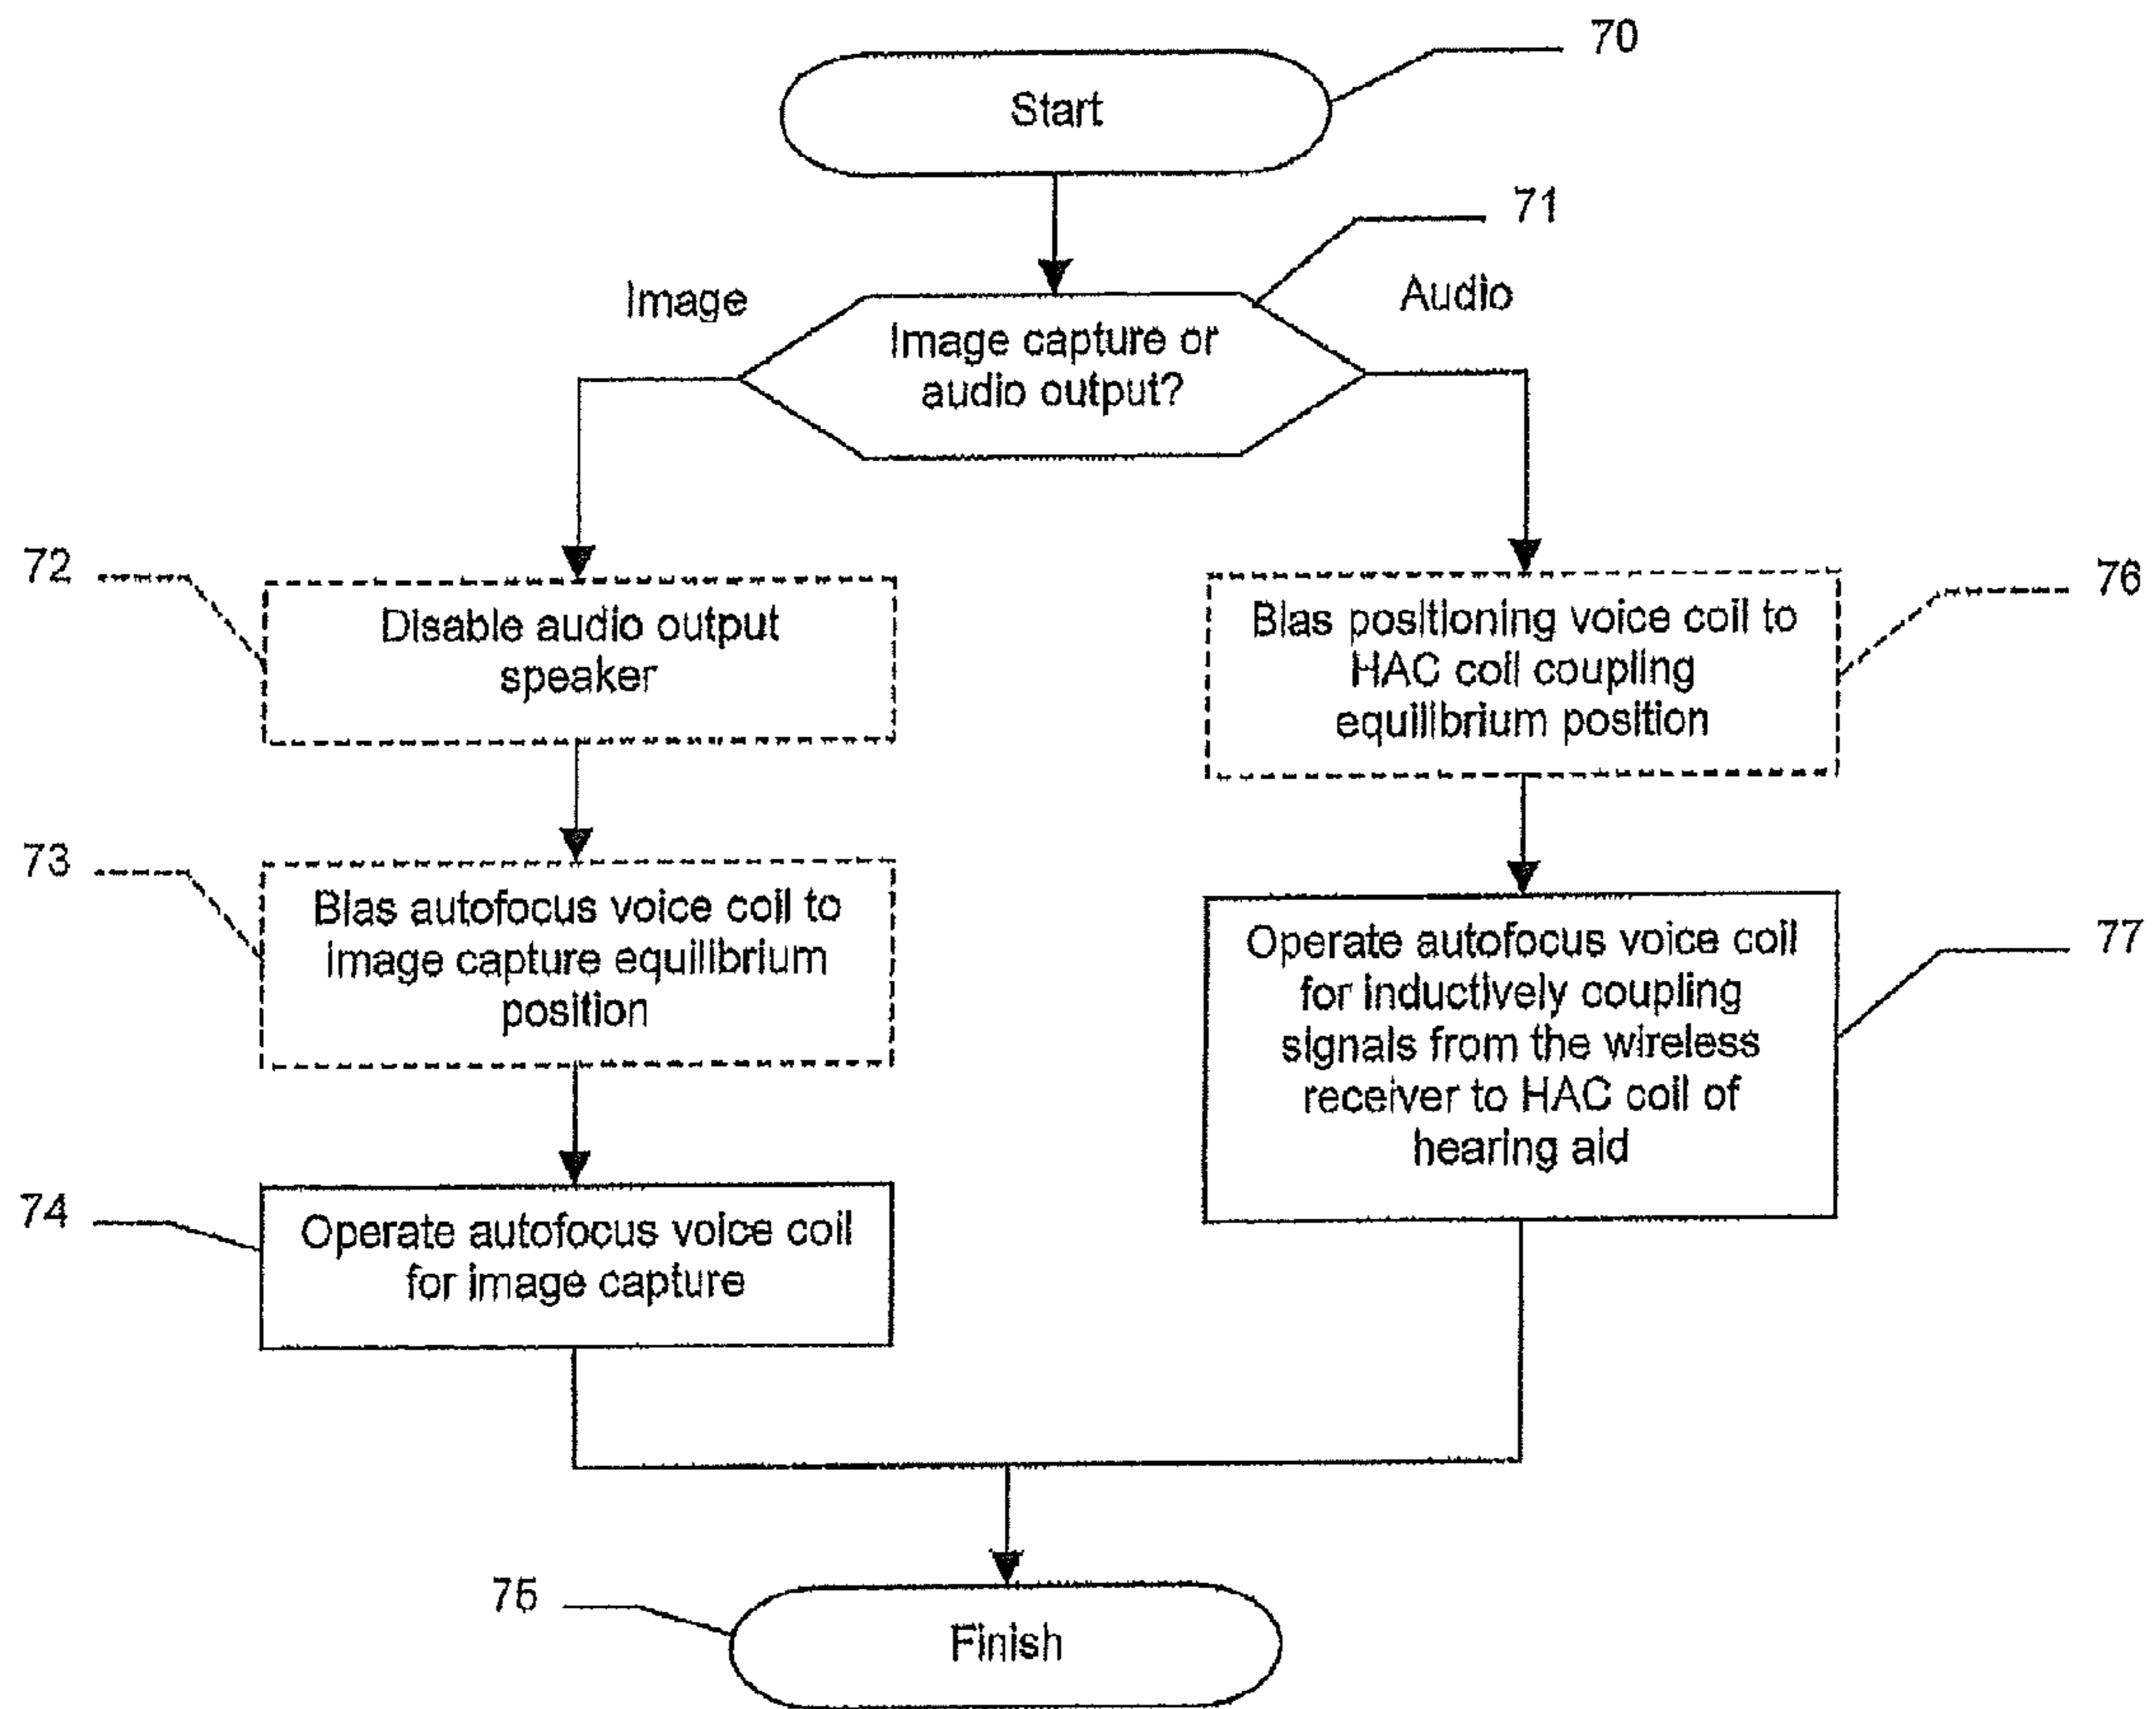 70
Start
71
Image
Audio
Image capture or
audio output?
72
Disable audio output
speaker
76
Bias positioning voice coil to
HAC coil coupling
equilibrium position
73
Bias autofocus voice coil to
image capture equilibrium
position
77
Operate autofocus voice coil
for inductively coupling
signals from the wireless
receiver to HAC coil of
hearing aid
74
Operate autofocus voice coil
for image capture
75
Finish